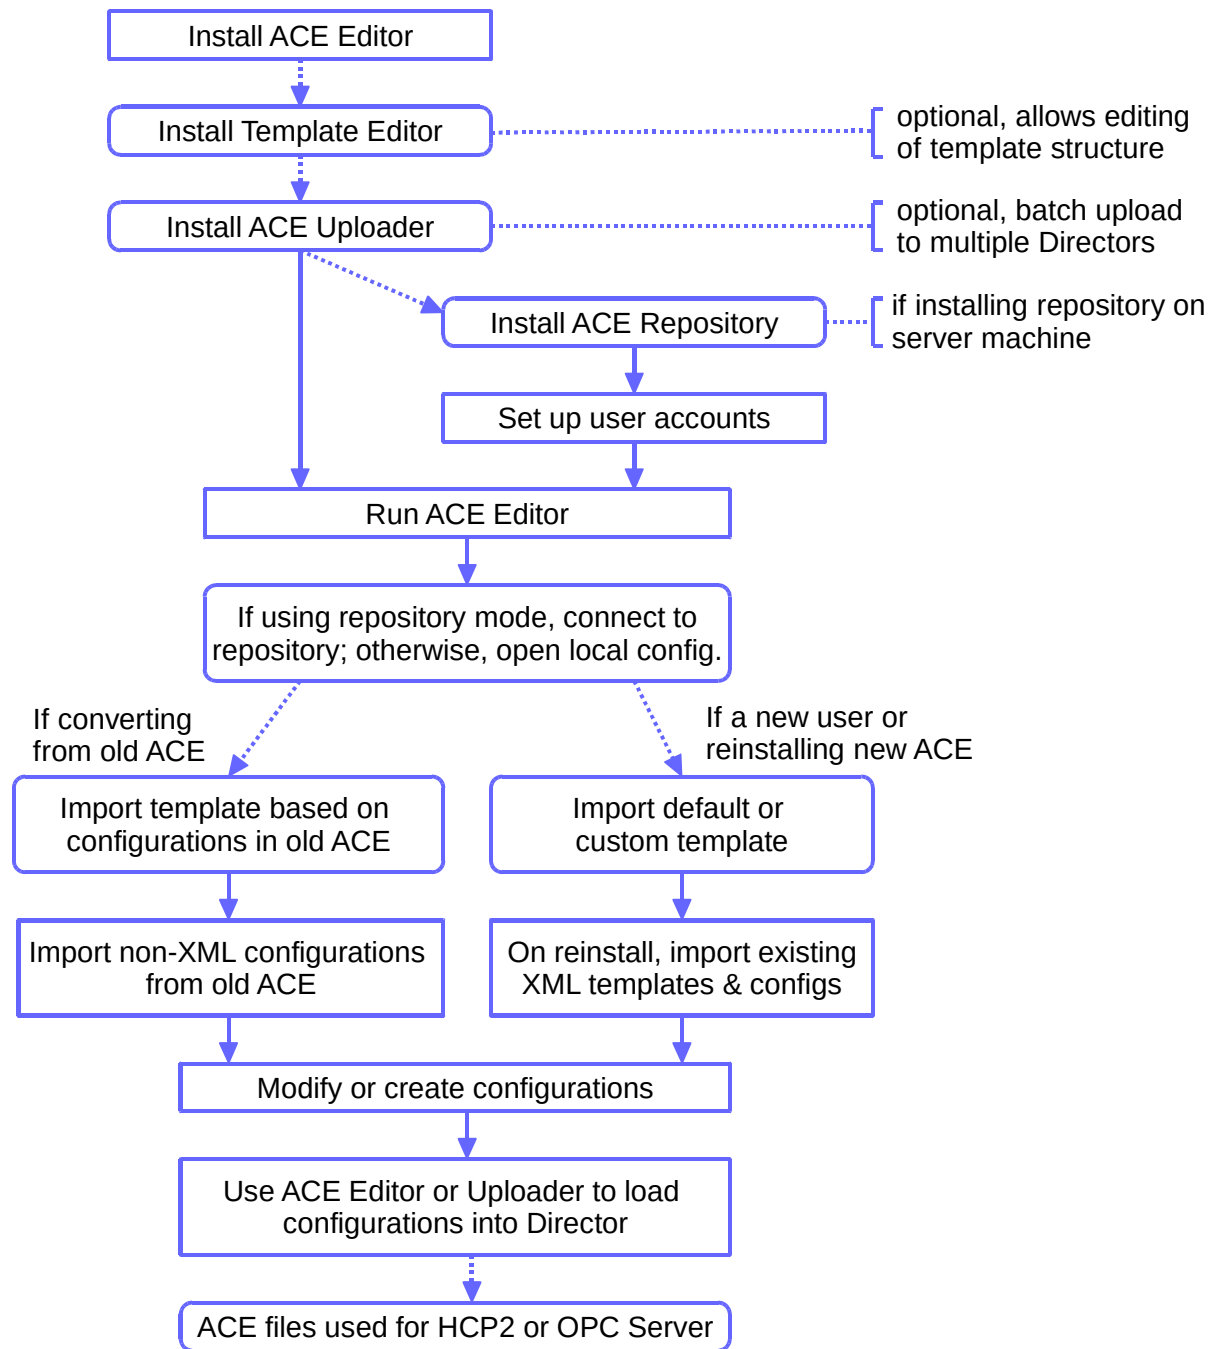 Install ACE Editor
Install Template Editor
optional, allows editing
of template structure
Install ACE Uploader
optional, batch upload
to multiple Directors
Install ACE Repository
if installing repository on
server machine
Set up user accounts
Run ACE Editor
If using repository mode, connect to
repository; otherwise, open local config.
If converting
from old ACE
If a new user or
reinstalling new ACE
Import template based on
configurations in old ACE
Import default or
custom template
Import non-XML configurations
from old ACE
On reinstall, import existing
XML templates & configs
Modify or create configurations
Use ACE Editor or Uploader to load
configurations into Director
ACE files used for HCP2 or OPC Server